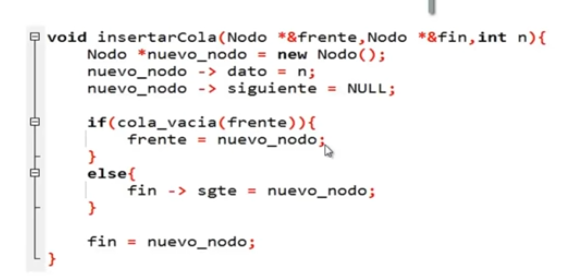 void insertarCola(Nodo *&frente,Nodo *&fin,int n){
Nodo *nuevo_nodo = new Nodo();
nuevo_nodo -> dato = n;
nuevo_nodo -> siguiente = NULL;
if(cola_vacia(frente)){
frente = nuevo_nodo;
}
else{
fin -> sgte = nuevo_nodo;
}
fin = nuevo_nodo;
}